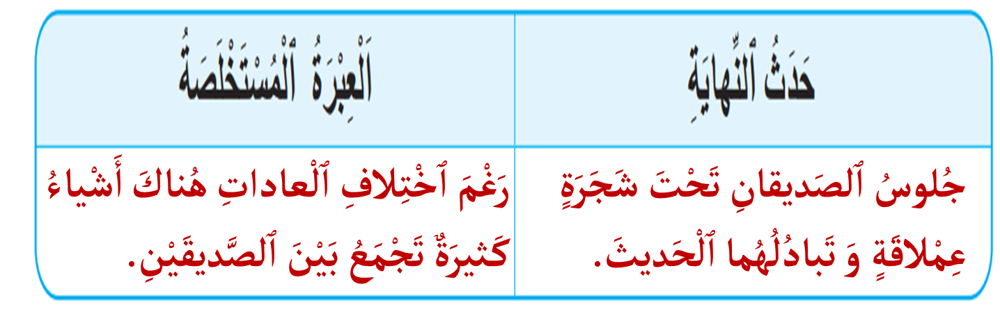 حَدَثُ ٱلنِّهايَةِ
اَلْعِبْرَةُ ٱلْمُسْتَخْلَصَةُ
جُلوسُ ٱلصَديقانِ تَحْتَ شَجَرَةٍ
عِمْلاقَةٍ وَ تَبادُلُهُما ٱلْحَديثَ.
رَغْمَ ٱخْتِلافِ ٱلْعاداتِ هُناكَ أَشْياءُ
كَثيرَةٌ تَجْمَعُ بَيْنَ ٱلصَّديقَيْنِ.